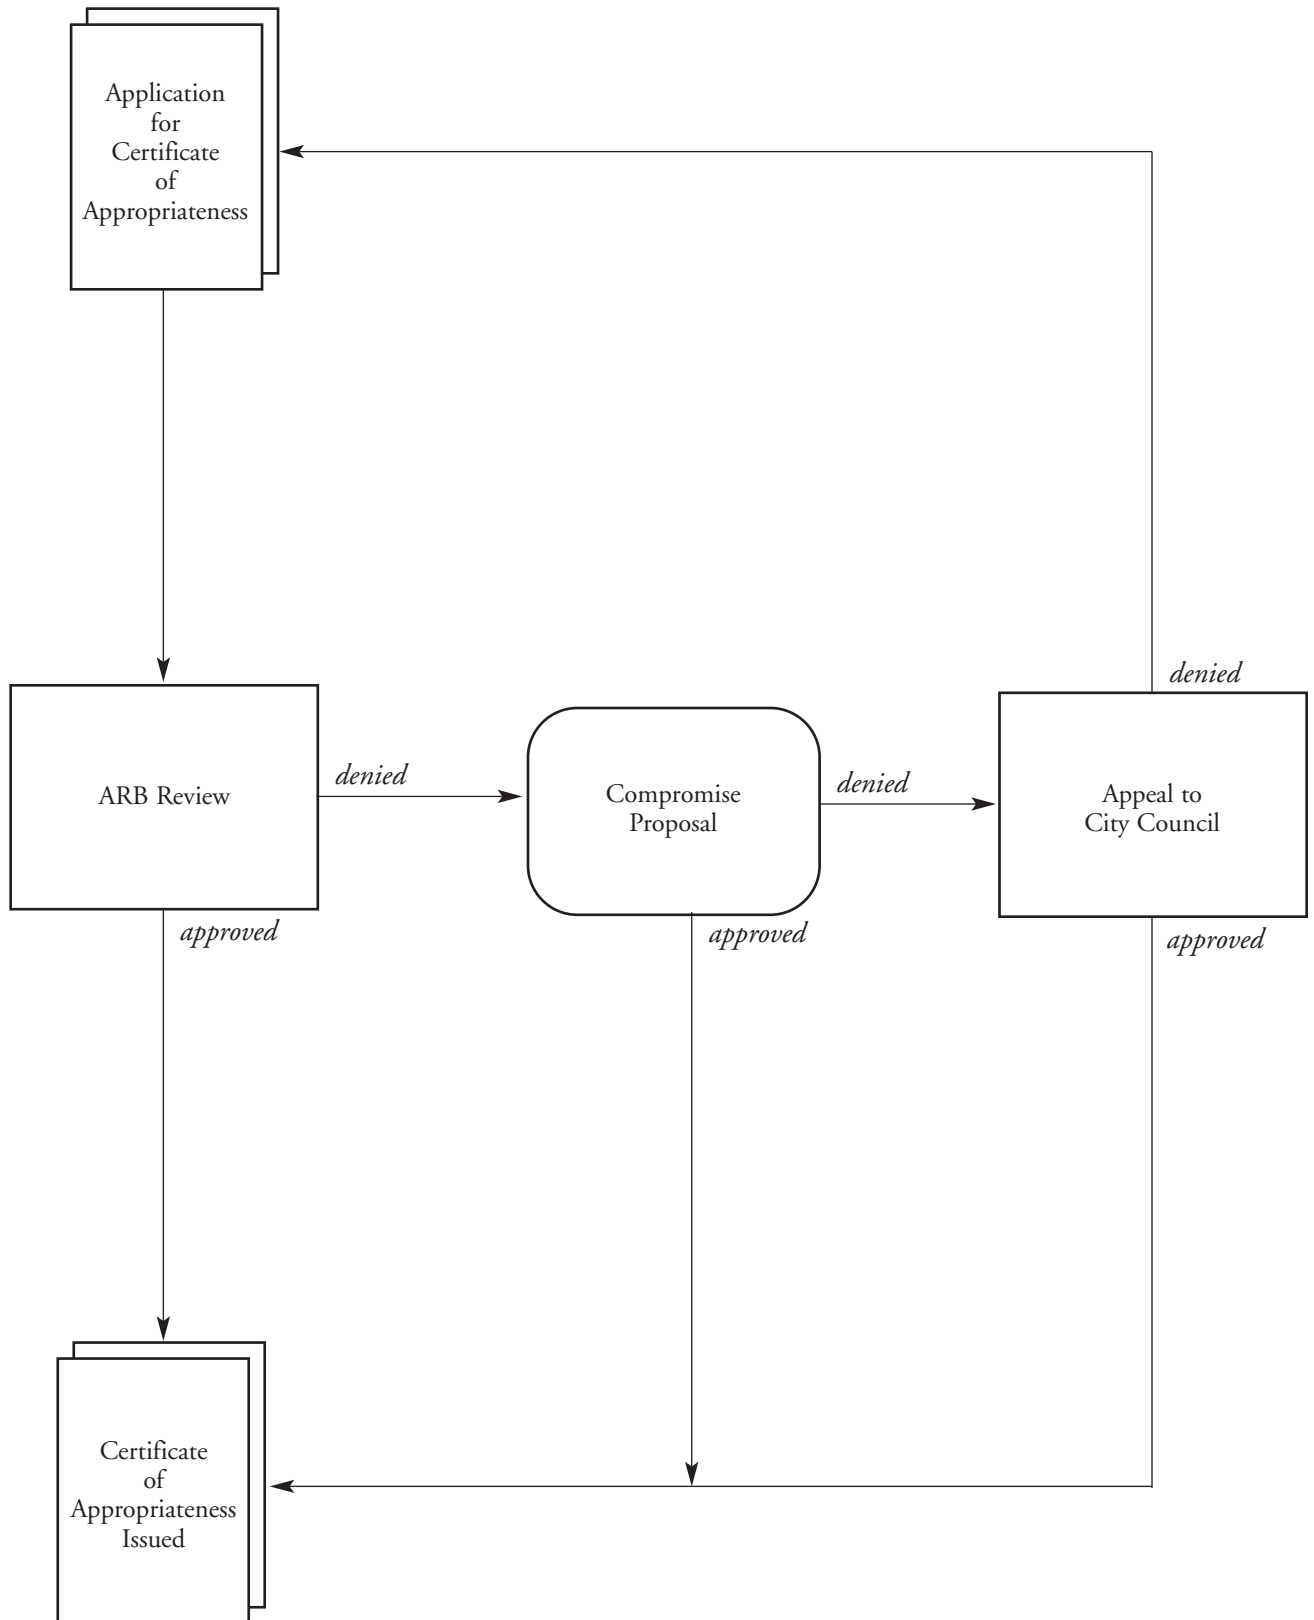 Application
for
Certificate
of
Appropriateness
denied
ARB Review
denied
Compromise
Proposal
denied
Appeal to
City Council
approved
approved
approved
Certificate
of
Appropriateness
Issued